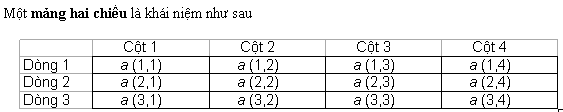 Một mảng hai chiều là khái niệm như sau
Cột 1 Cột 2 Cột 3 Cột 4
Dòng 1 a (1,1) a (1,2) a (1,3) a (1,4)
Dòng 2 a (2,1) a (2,2) a (2,3) a (2,4)
Dòng 3 a (3,1) a (3,2) a (3,3) a (3,4)